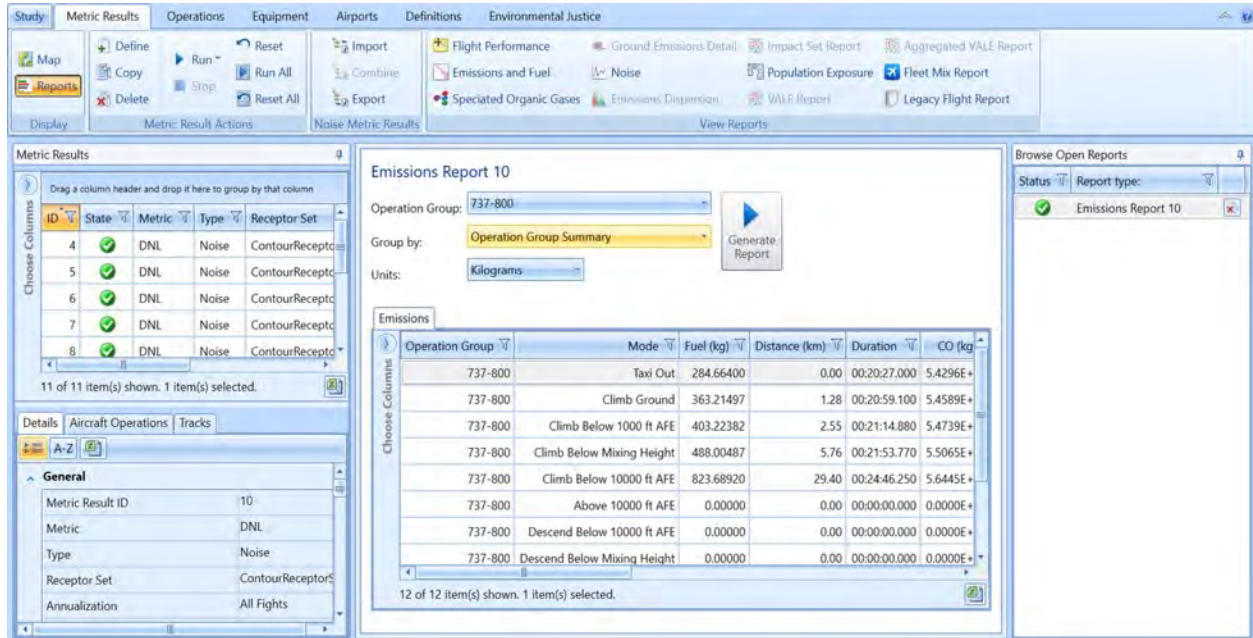 Study Metric Results Operations Equipment Airports Definitions Environmental Justice
Map
Reports
Display
Define
Copy
Delete
Run
Stop
Reset
Run All
Reset All
Metric Result Actions
Import
Combine
Export
Noise Metric Results
Flight Performance Ground Emissions Detail Impact Set Report Aggregated VALE Report
Emissions and Fuel Noise Population Exposure Fleet Mix Report
Speciated Organic Gases Emissions Dispersion VALE Report Legacy Flight Report
View Reports
Metric Results
Choose Columns
Drag a column header and drop it here to group by that column
ID State Metric Type Receptor Set
4 DNL Noise ContourRecepto
5 DNL Noise ContourRecepto
6 DNL Noise ContourRecepto
7 DNL Noise ContourRecepto
8 DNL Noise ContourRecepto
11 of 11 item(s) shown. 1 item(s) selected.
Details Aircraft Operations Tracks
A-Z
General
Metric Result ID 10
Metric DNL
Type Noise
Receptor Set ContourReceptorS
Annualization All Fights
Emissions Report 10
Operation Group: 737-800
Group by: Operation Group Summary
Units: Kilograms
Generate Report
Emissions
Choose Columns
Operation Group Mode Fuel (kg) Distance (km) Duration CO (kg
737-800 Taxi Out 284.66400 0.00 00:20:27.000 5.4296E+
737-800 Climb Ground 363.21497 1.28 00:20:59.100 5.4589E+
737-800 Climb Below 1000 ft AFE 403.22382 2.55 00:21:14.880 5.4739E+
737-800 Climb Below Mixing Height 488.00487 5.76 00:21:53.770 5.5065E+
737-800 Climb Below 10000 ft AFE 823.68920 29.40 00:24:46.250 5.6445E+
737-800 Above 10000 ft AFE 0.00000 0.00 00:00:00.000 0.0000E+
737-800 Descend Below 10000 ft AFE 0.00000 0.00 00:00:00.000 0.0000E+
737-800 Descend Below Mixing Height 0.00000 0.00 00:00:00.000 0.0000E+
12 of 12 item(s) shown. 1 item(s) selected.
Browse Open Reports
Status Report type:
Emissions Report 10